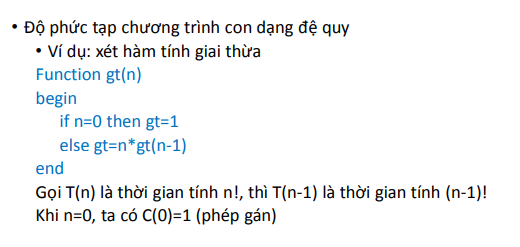 • Độ phức tạp chương trình con dạng đệ quy
• Ví dụ: xét hàm tính giai thừa
Function gt(n)
begin
if n=0 then gt=1
else gt=n*gt(n-1)
end
Gọi T(n) là thời gian tính n!, thì T(n-1) là thời gian tính (n-1)!
Khi n=0, ta có C(0)=1 (phép gán)